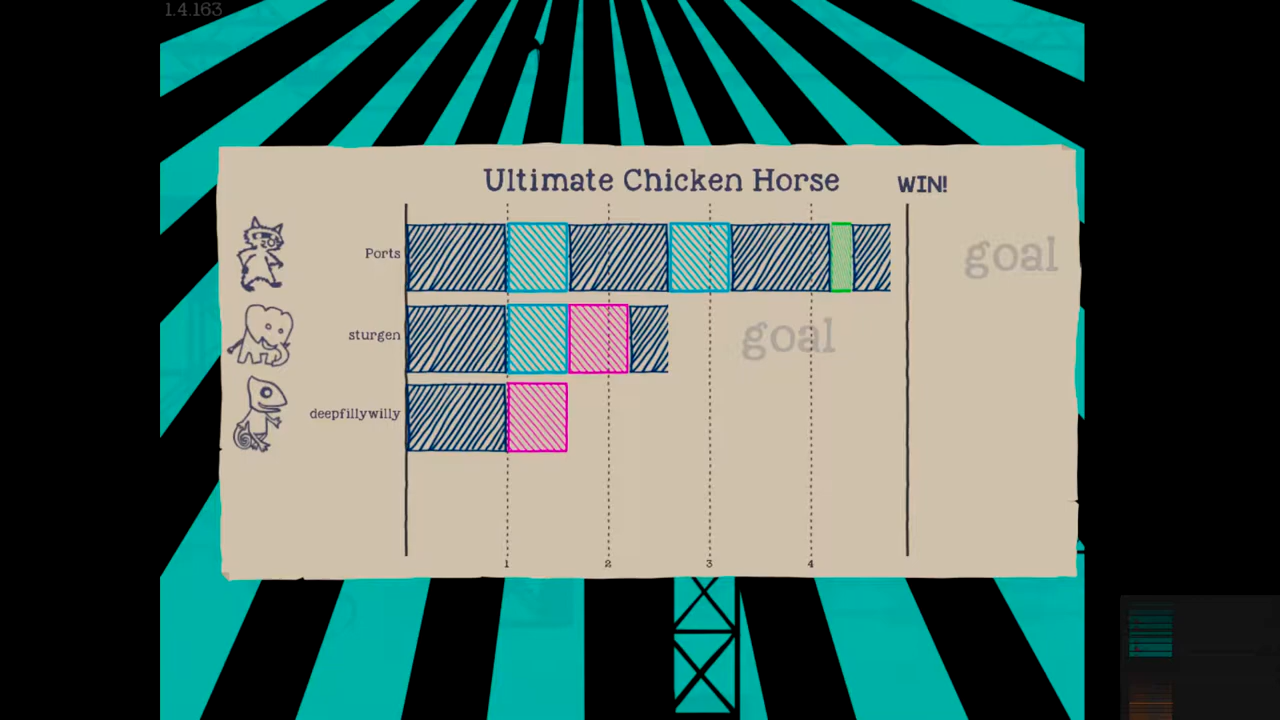 1.4.163
Ultimate Chicken Horse WIN!
Ports goal
sturgen goal
deepfillywilly
1 2 3 4